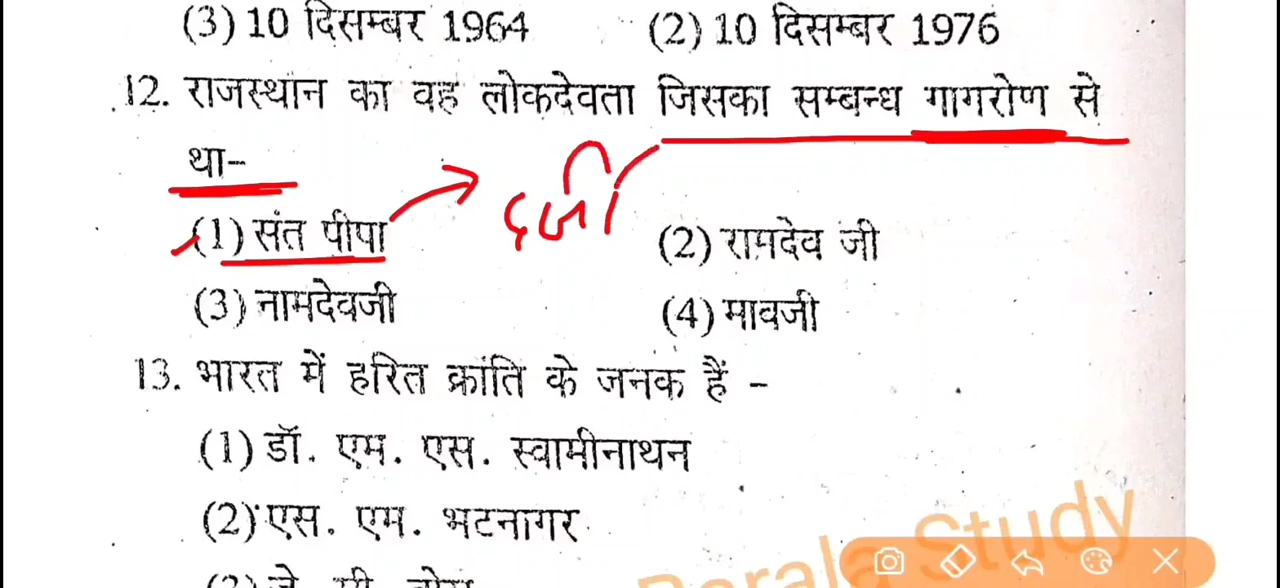 (3) 10 दिसम्बर 1964 (2) 10 दिसम्बर 1976
12. राजस्थान का वह लोकदेवता जिसका सम्बन्ध गागरोण से
था-
दर्जी
(1) संत पीपा (2) रामदेव जी
(3) नामदेवजी (4) मावजी
13. भारत में हरित क्रांति के जनक हैं -
(1) डॉ. एम. एस. स्वामीनाथन
(2) एस. एम. भटनागर
Study